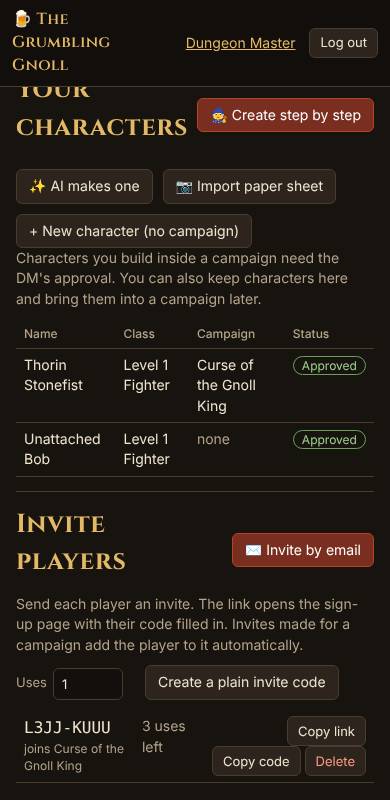 🍺 The
Grumbling
Gnoll
Dungeon Master
Log out
Your
characters
🧙 Create step by step
✨ AI makes one
📷 Import paper sheet
+ New character (no campaign)
Characters you build inside a campaign need the
DM's approval. You can also keep characters here
and bring them into a campaign later.
Name Class Campaign Status
Thorin Stonefist Level 1 Fighter Curse of the Gnoll King Approved
Unattached Bob Level 1 Fighter none Approved
Invite
players
✉️ Invite by email
Send each player an invite. The link opens the sign-
up page with their code filled in. Invites made for a
campaign add the player to it automatically.
Uses 1 Create a plain invite code
L3JJ-KUUU
joins Curse of the
Gnoll King
3 uses
left
Copy link
Copy code Delete